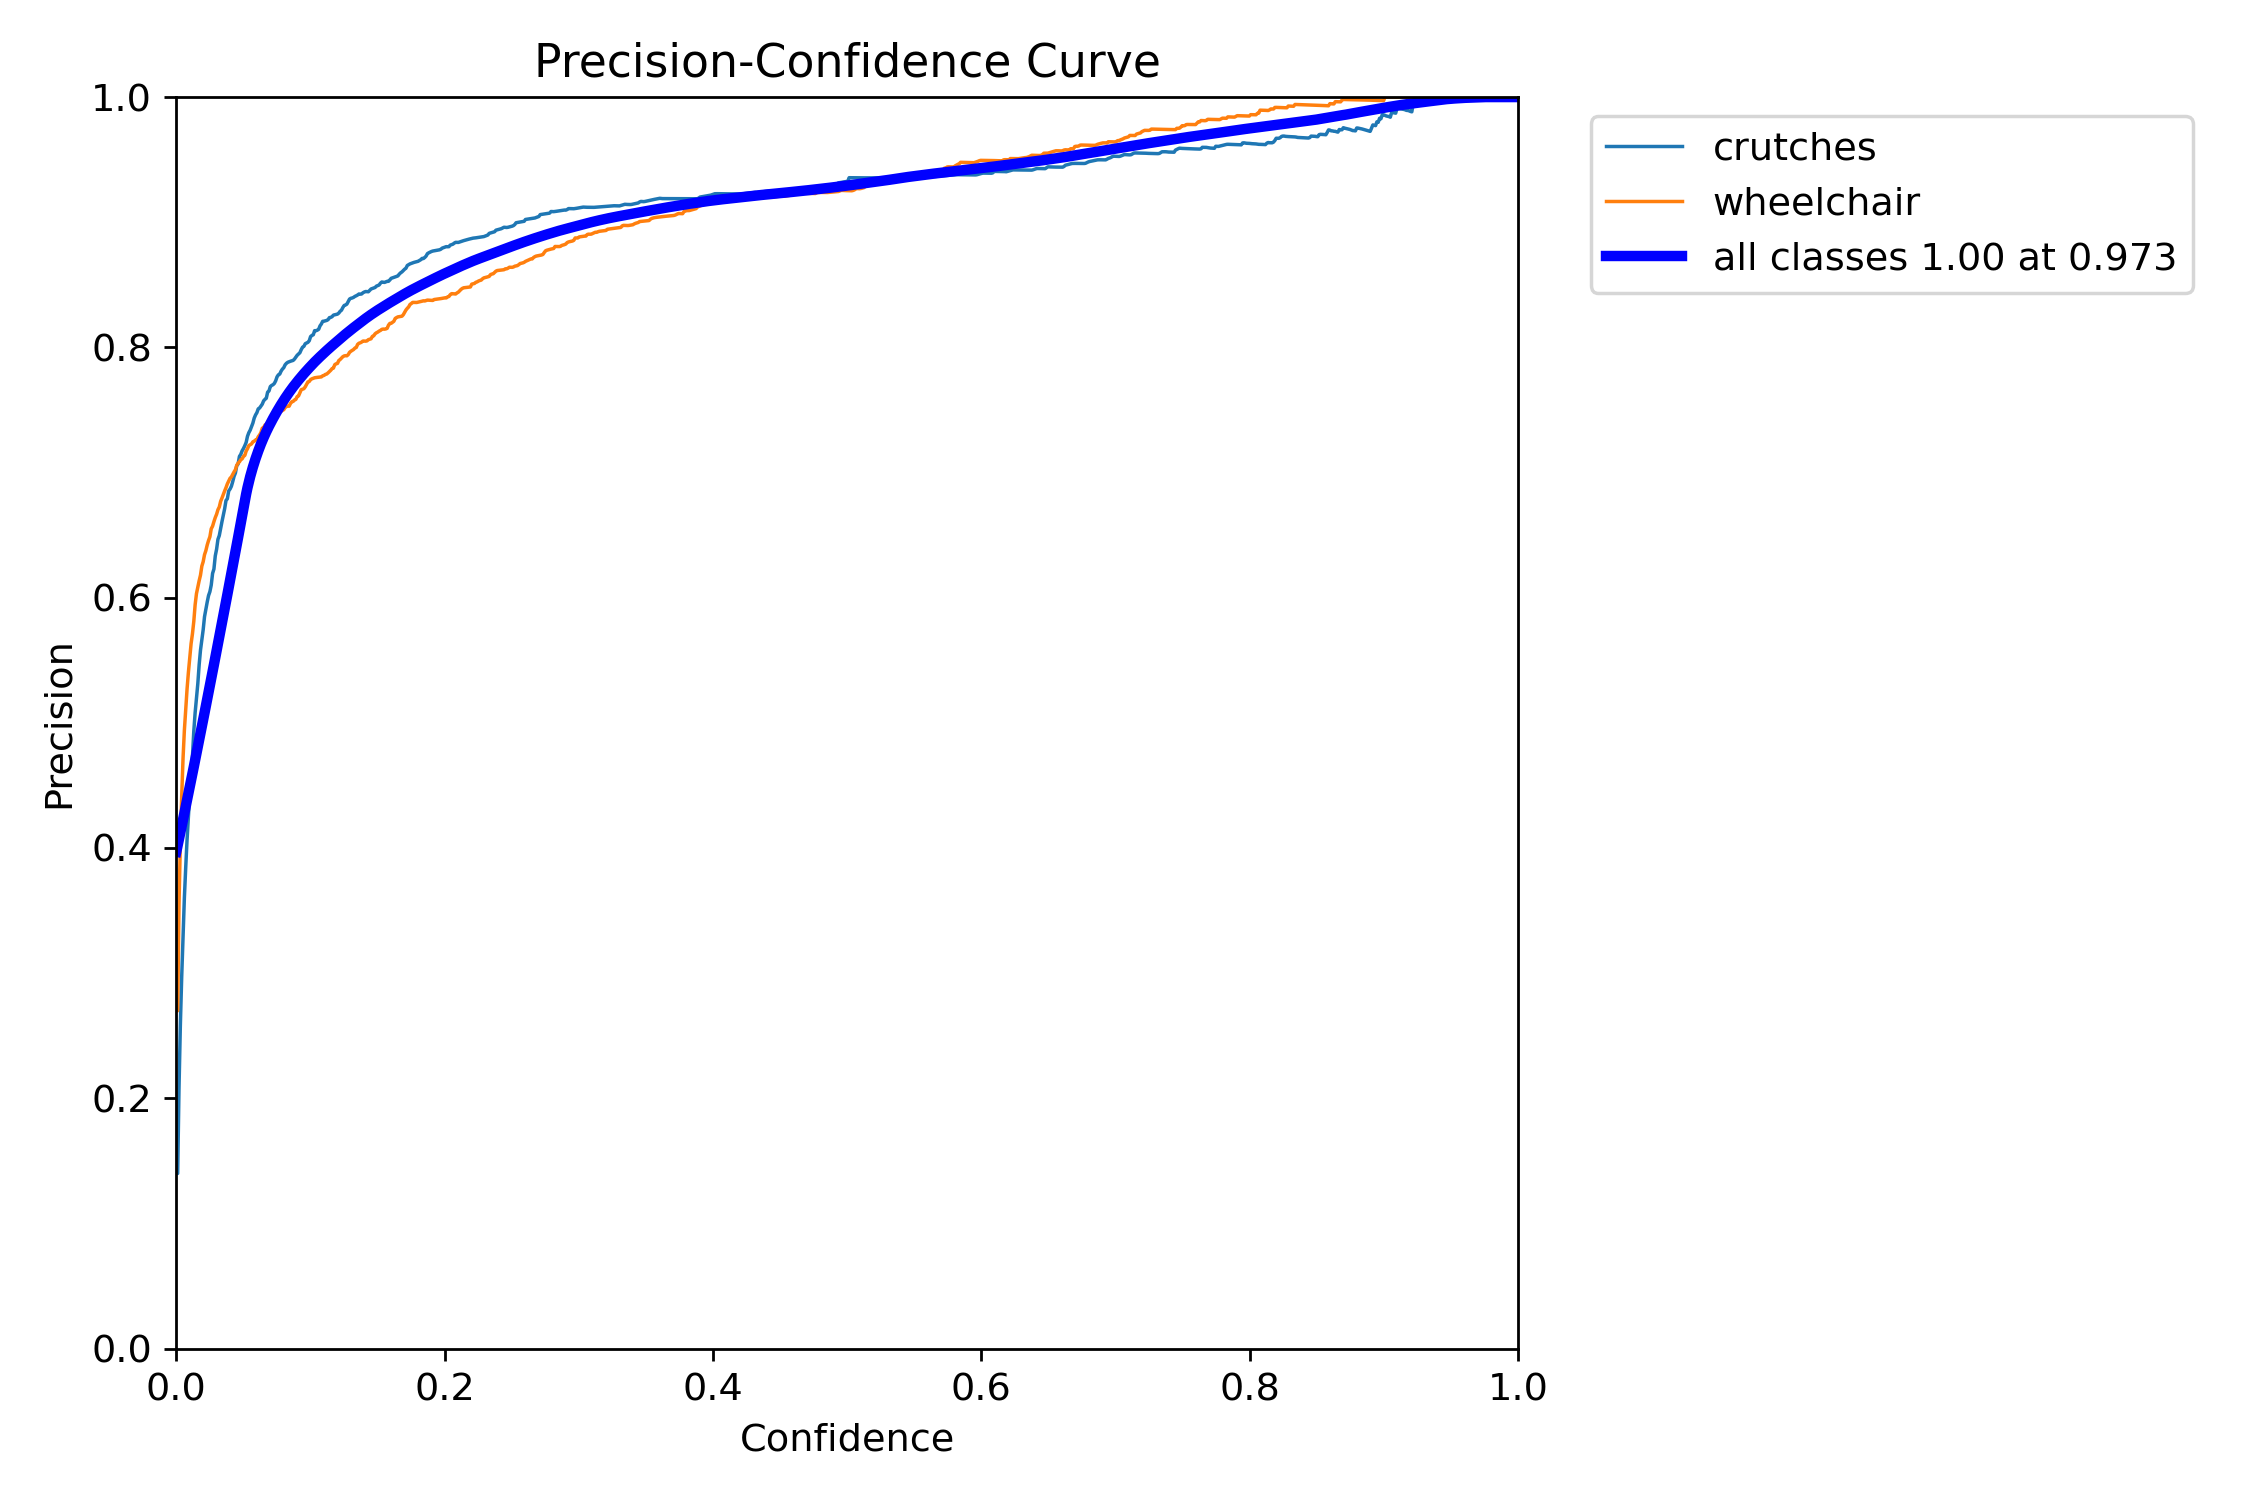 Precision-Confidence Curve
1.0
0.8
0.6
0.4
0.2
0.0
Precision
0.0 0.2 0.4 0.6 0.8 1.0
Confidence
crutches
wheelchair
all classes 1.00 at 0.973